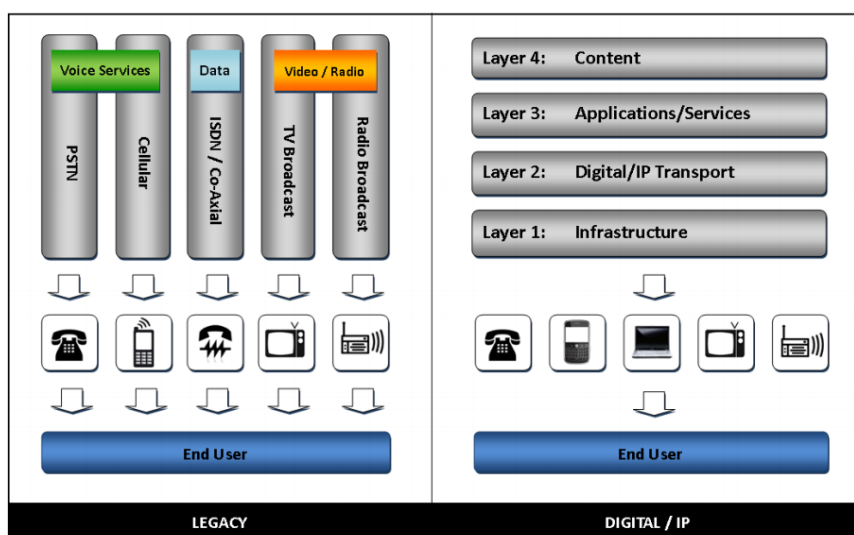 Voice Services
Data
Video / Radio
PSTN
Cellular
ISDN / Co-Axial
TV Broadcast
Radio Broadcast
End User
LEGACY
Layer 4: Content
Layer 3: Applications/Services
Layer 2: Digital/IP Transport
Layer 1: Infrastructure
End User
DIGITAL / IP